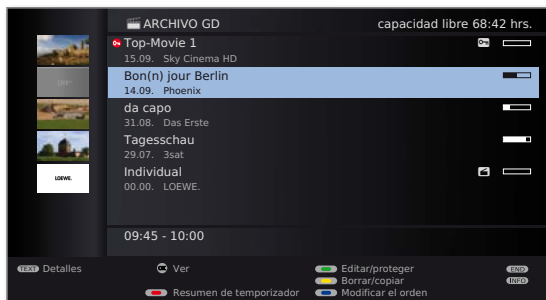 ARCHIVO GD capacidad libre 68:42 hrs.
Top-Movie 1
15.09. Sky Cinema HD
OFF
Bon(n) jour Berlin
14.09. Phoenix
da capo
31.08. Das Erste
Tagesschau
29.07. 3sat
LOEWE.
Individual
00.00. LOEWE.
09:45 - 10:00
TEXT Detalles OK Ver Editar/proteger END
Borrar/copiar INFO
Resumen de temporizador Modificar el orden